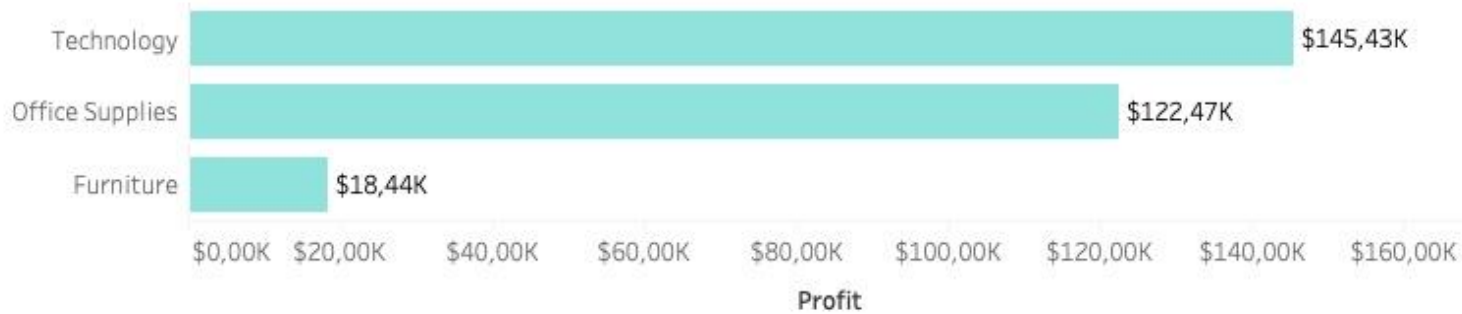 Technology $145,43K
Office Supplies $122,47K
Furniture $18,44K
$0,00K $20,00K $40,00K $60,00K $80,00K $100,00K $120,00K $140,00K $160,00K
Profit